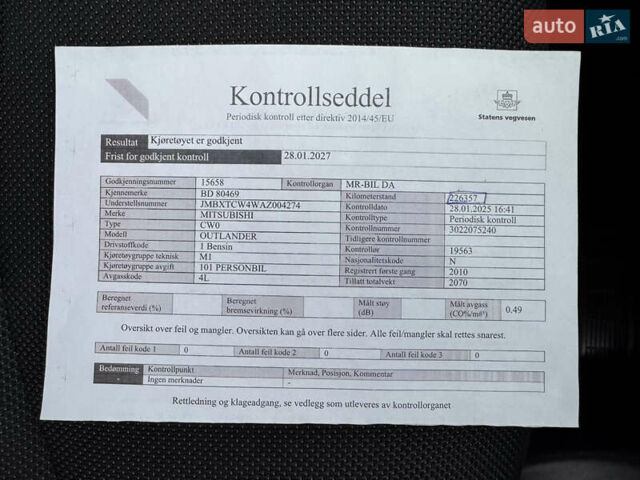 auto RIA .com
Kontrollseddel
Periodisk kontroll etter direktiv 2014/45/EU
Statens vegvesen
Resultat Kjøretøyet er godkjent
Frist for godkjent kontroll 28.01.2027
Godkjenningsnummer 15658 Kontrollorgan MR-BIL DA
Kjennemerke BD 80469 Kilometerstand 226357
Understellsnummer JMBXTCW4WAZ004274 Kontrolldato 28.01.2025 16:41
Merke MITSUBISHI Kontrolltype Periodisk kontroll
Type CW0 Kontrollnummer 3022075240
Modell OUTLANDER Tidligere kontrollnummer
Drivstoffkode 1 Bensin Kontrollør 19563
Kjøretøygruppe teknisk M1 Nasjonalitetskode N
Kjøretøygruppe avgift 101 PERSONBIL Registrert første gang 2010
Avgasskode 4L Tillatt totalvekt 2070
Beregnet referanseverdi (%) Beregnet bremsevirkning (%) Målt støy (dB) Målt avgass (CO%/m¹) 0.49
Oversikt over feil og mangler. Oversikten kan gå over flere sider. Alle feil/mangler skal rettes snarest.
Antall feil kode 1 0 Antall feil kode 2 0 Antall feil kode 3 0
Bedømming Kontrollpunkt Merknad, Posisjon, Kommentar
- Ingen merknader -
Rettledning og klageadgang, se vedlegg som utleveres av kontrollorganet